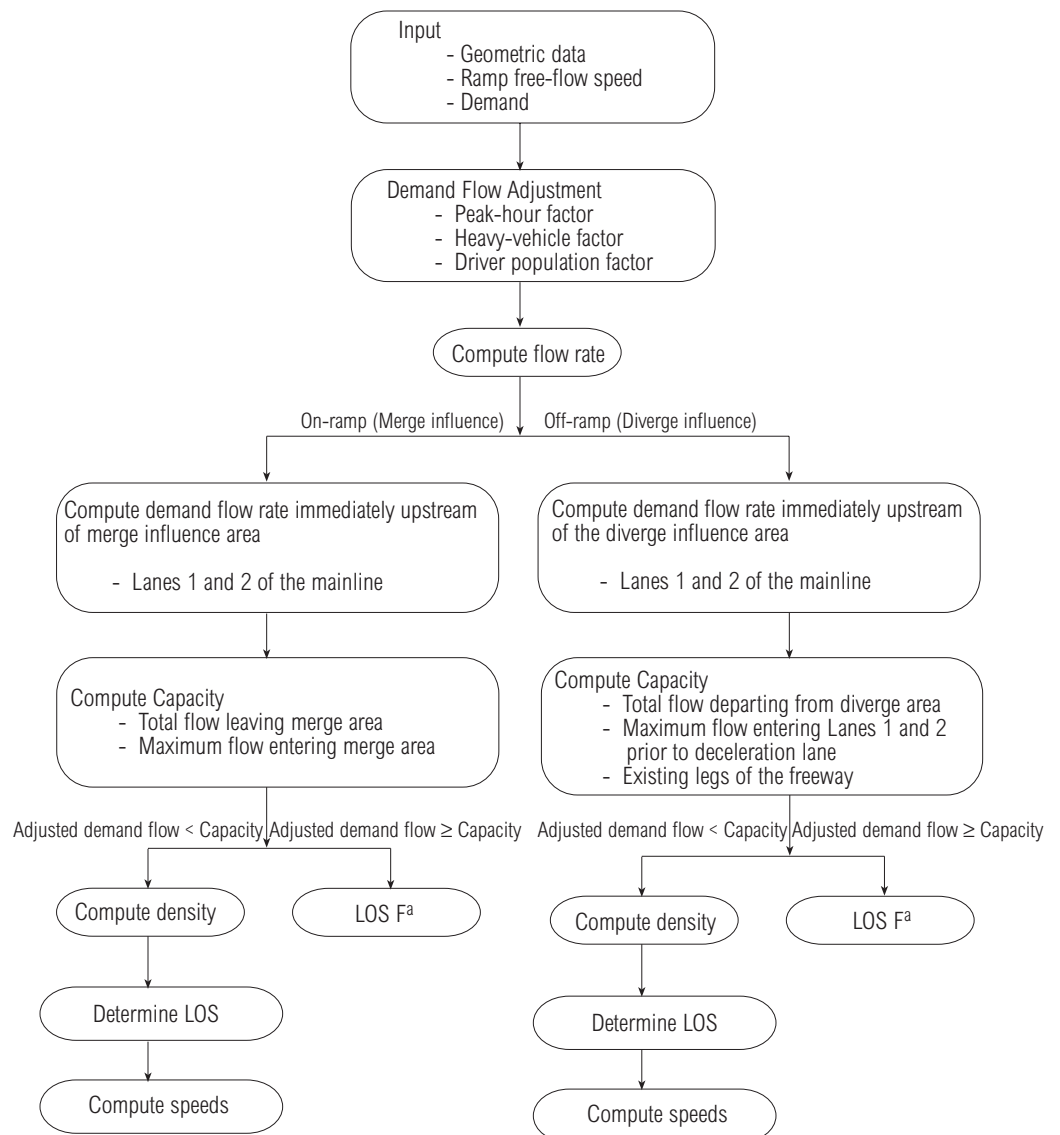 Input
- Geometric data
- Ramp free-flow speed
- Demand
Demand Flow Adjustment
- Peak-hour factor
- Heavy-vehicle factor
- Driver population factor
Compute flow rate
On-ramp (Merge influence)
Off-ramp (Diverge influence)
Compute demand flow rate immediately upstream
of merge influence area
- Lanes 1 and 2 of the mainline
Compute demand flow rate immediately upstream
of the diverge influence area
- Lanes 1 and 2 of the mainline
Compute Capacity
- Total flow leaving merge area
- Maximum flow entering merge area
Compute Capacity
- Total flow departing from diverge area
- Maximum flow entering Lanes 1 and 2
prior to deceleration lane
- Existing legs of the freeway
Adjusted demand flow < Capacity
Adjusted demand flow ≥ Capacity
Adjusted demand flow < Capacity
Adjusted demand flow ≥ Capacity
Compute density
LOS Fᵃ
Compute density
LOS Fᵃ
Determine LOS
Determine LOS
Compute speeds
Compute speeds